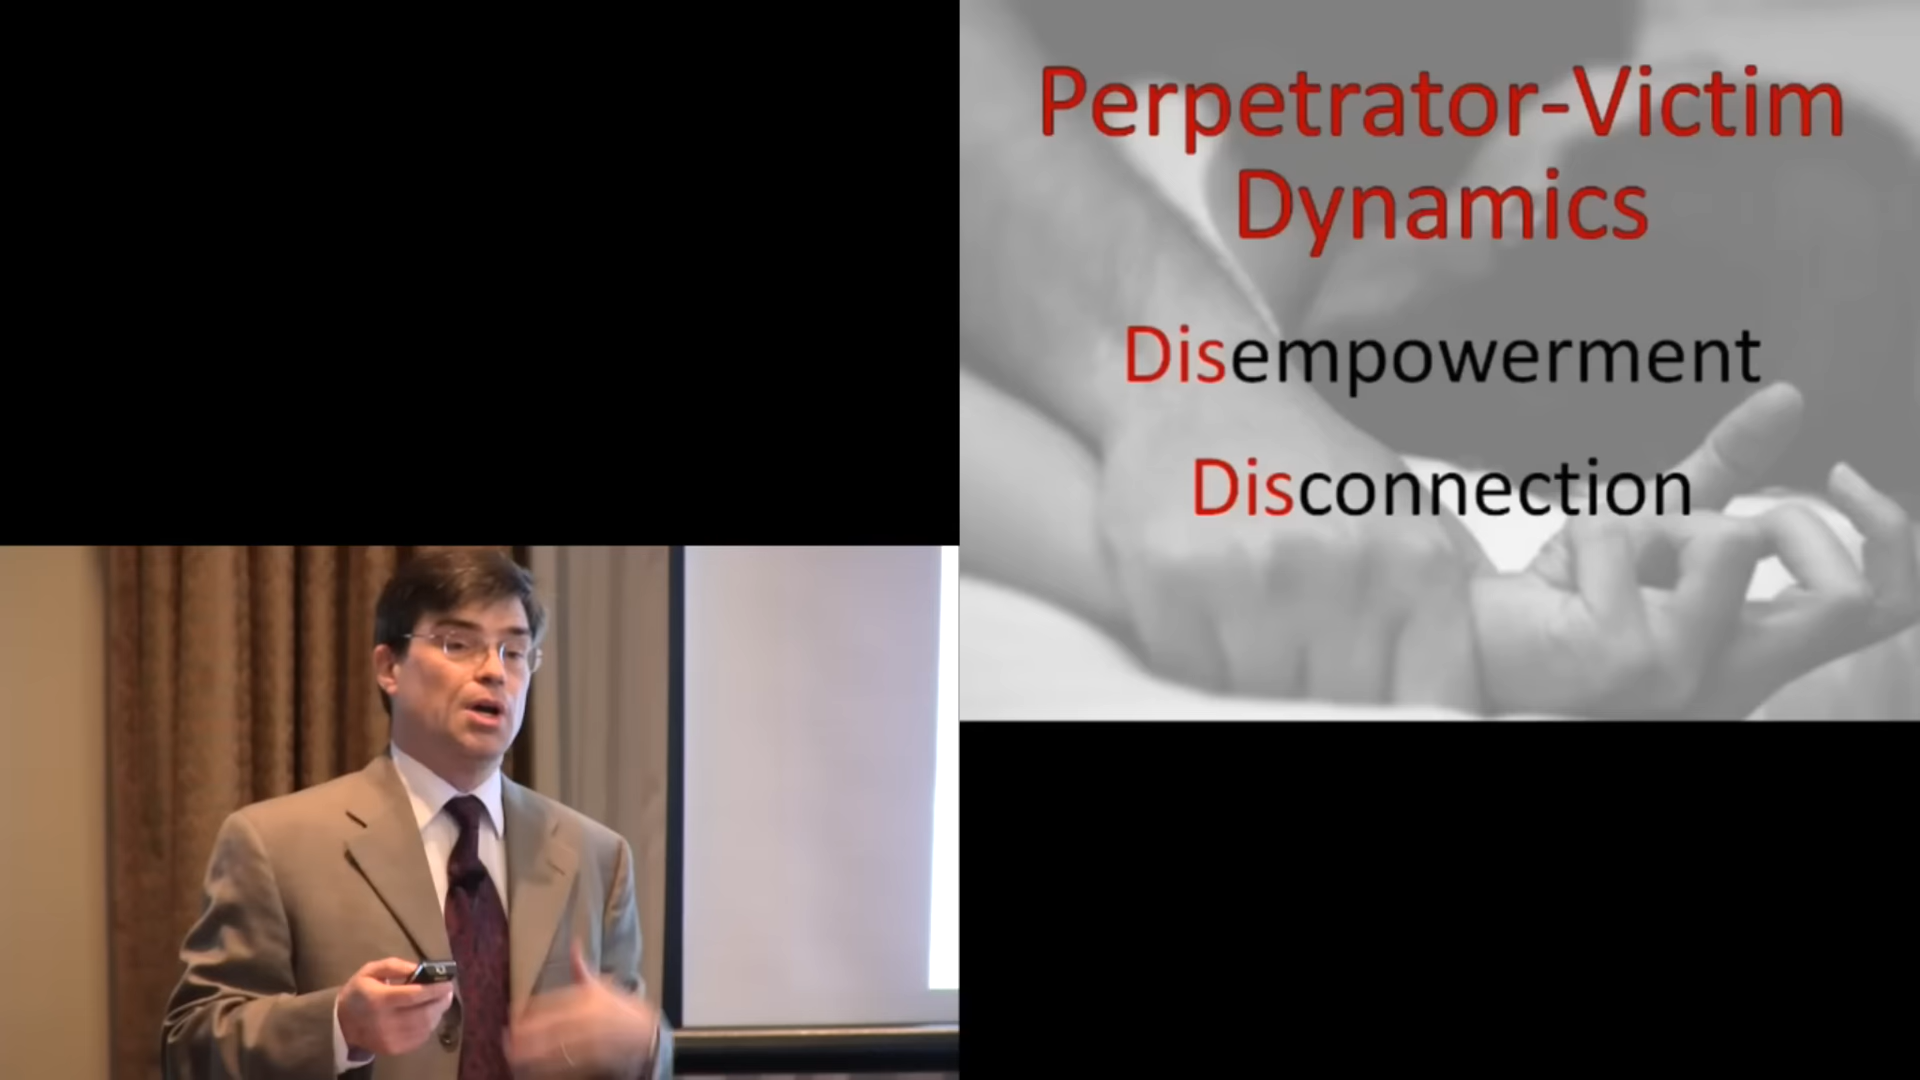 Perpetrator-Victim
Dynamics
Disempowerment
Disconnection